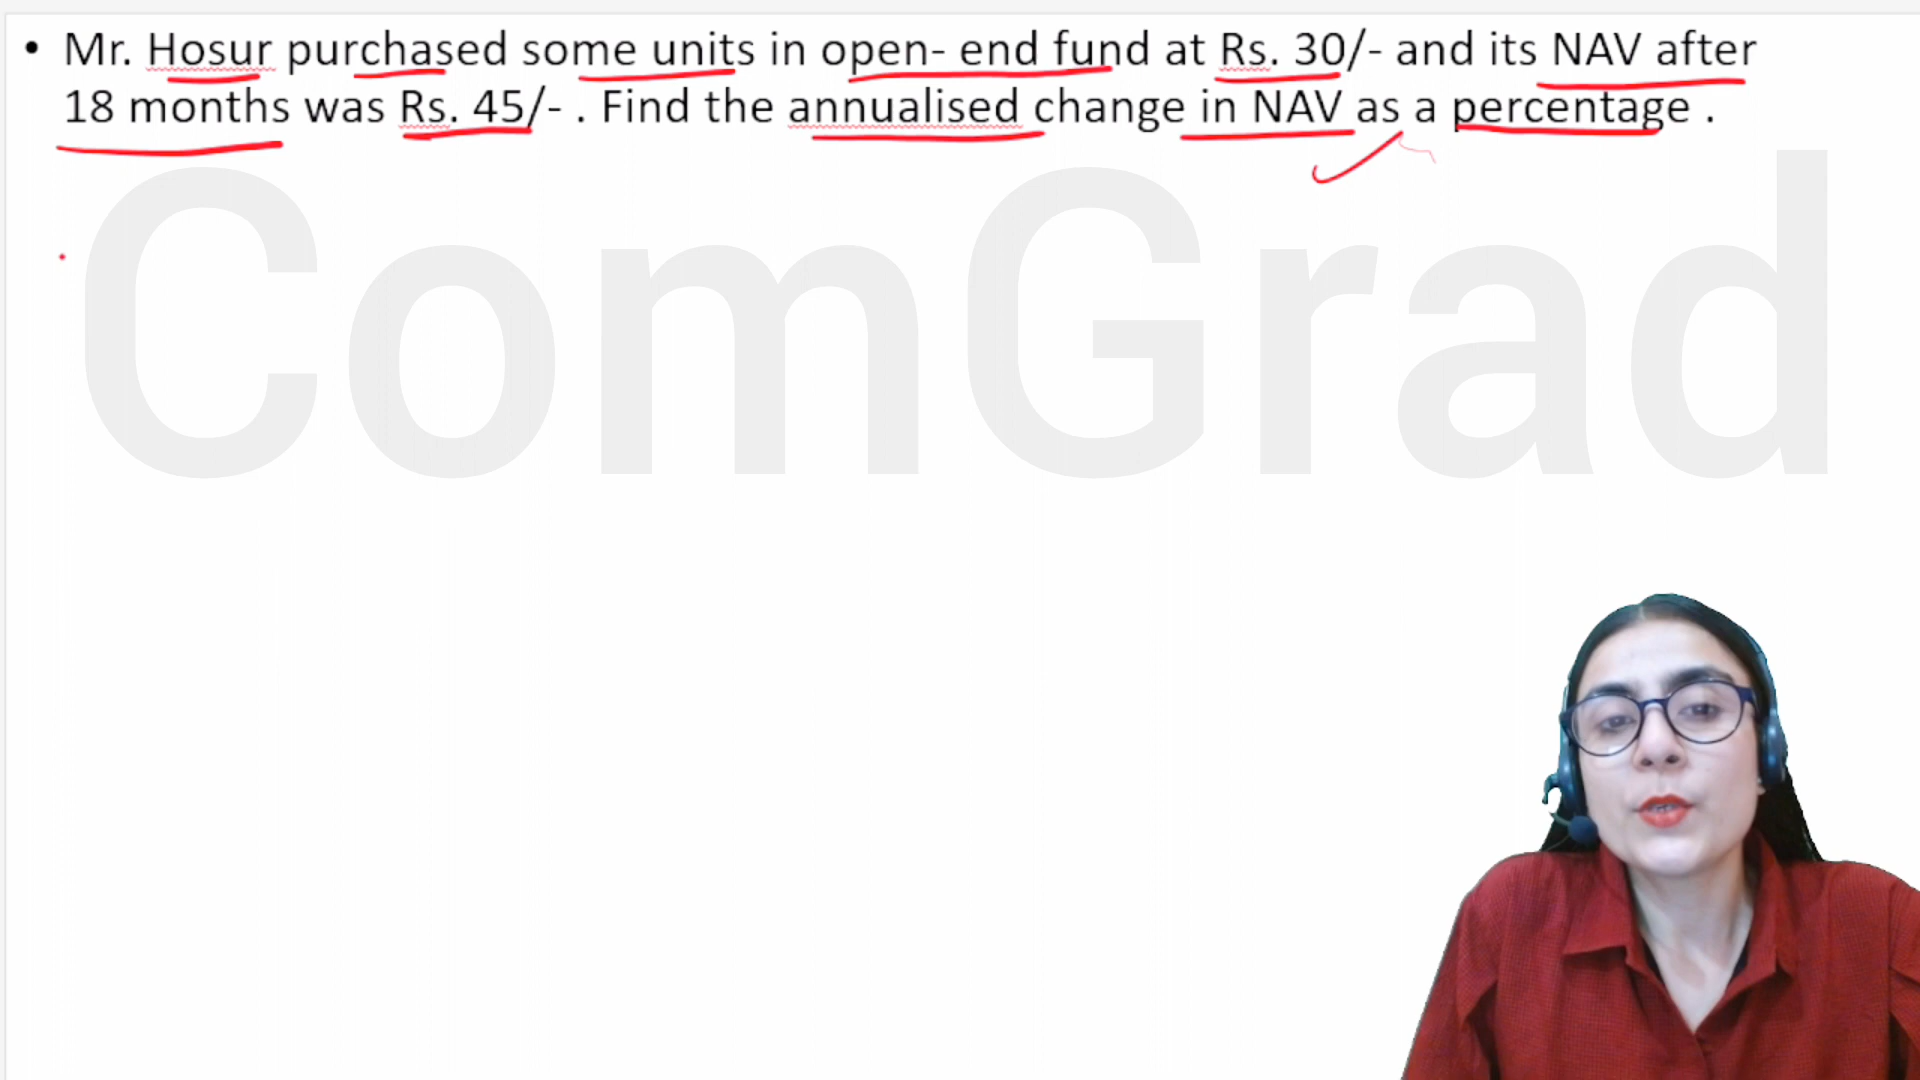 • Mr. Hosur purchased some units in open- end fund at Rs. 30/- and its NAV after
18 months was Rs. 45/- . Find the annualised change in NAV as a percentage .
ComGrad